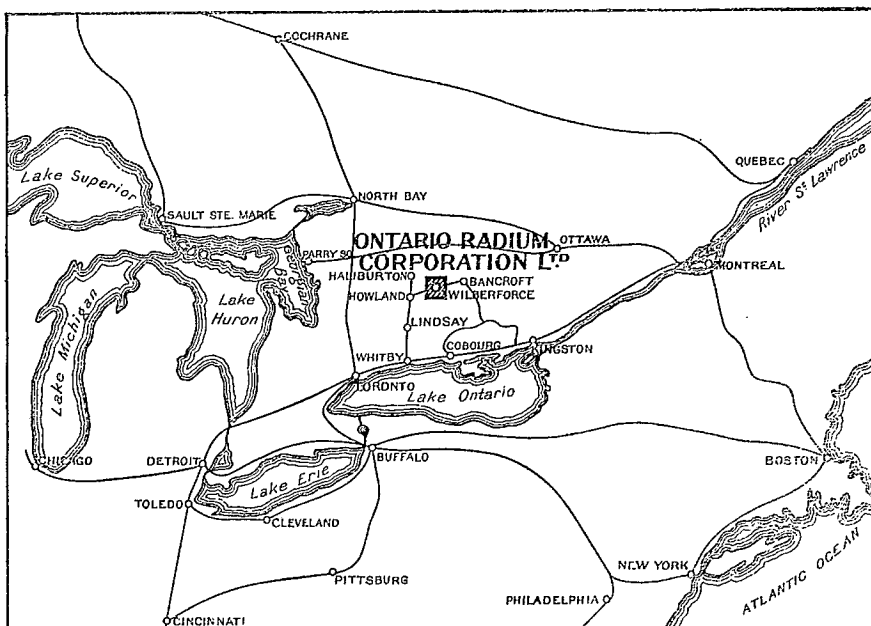 COCHRANE
QUEBEC
River St Lawrence
Lake Superior
NORTH BAY
SAULT STE. MARIE
ONTARIO RADIUM
CORPORATION LTD
OTTAWA
PARRY SD
Georgian
Bay
MONTREAL
HALIBURTON
BANCROFT
HOWLAND
WILBERFORCE
Lake
Huron
Lake Michigan
LINDSAY
COBOURG
KINGSTON
WHITBY
TORONTO
Lake Ontario
CHICAGO
DETROIT
BUFFALO
BOSTON
Lake Erie
TOLEDO
CLEVELAND
ATLANTIC OCEAN
NEW YORK
PITTSBURG
PHILADELPHIA
CINCINNATI